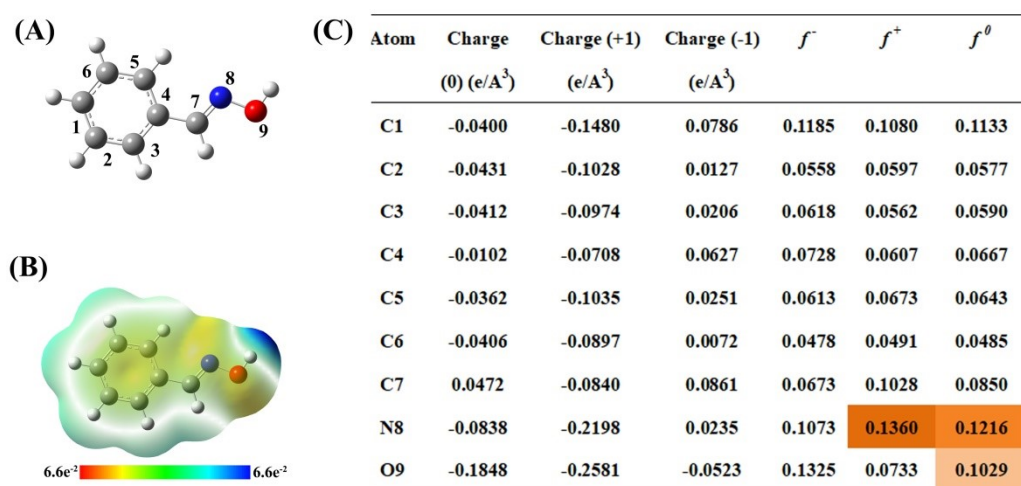 (A)
6
5
8
4
7
9
1
2
3
(B)
6.6e-2 6.6e-2
(C)
Atom Charge Charge (+1) Charge (-1) f- f+ f0
(0) (e/A3) (e/A3) (e/A3)
C1 -0.0400 -0.1480 0.0786 0.1185 0.1080 0.1133
C2 -0.0431 -0.1028 0.0127 0.0558 0.0597 0.0577
C3 -0.0412 -0.0974 0.0206 0.0618 0.0562 0.0590
C4 -0.0102 -0.0708 0.0627 0.0728 0.0607 0.0667
C5 -0.0362 -0.1035 0.0251 0.0613 0.0673 0.0643
C6 -0.0406 -0.0897 0.0072 0.0478 0.0491 0.0485
C7 0.0472 -0.0840 0.0861 0.0673 0.1028 0.0850
N8 -0.0838 -0.2198 0.0235 0.1073 0.1360 0.1216
O9 -0.1848 -0.2581 -0.0523 0.1325 0.0733 0.1029